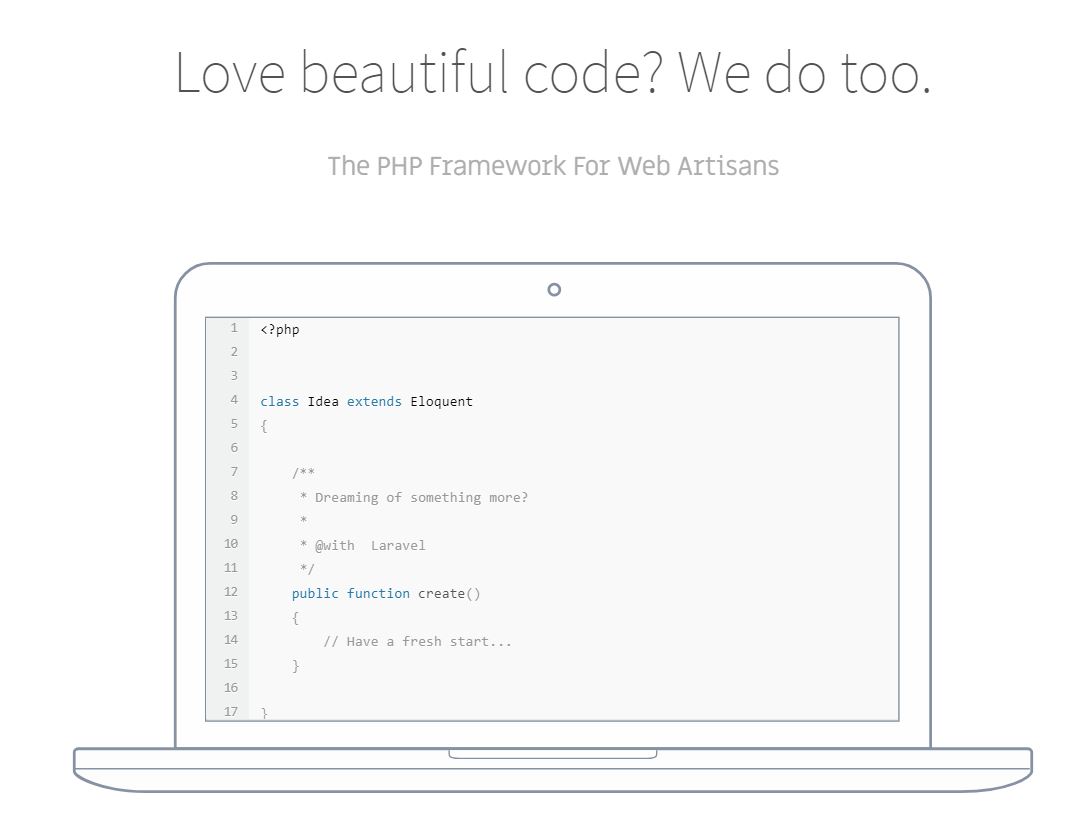 Love beautiful code? We do too.
The PHP Framework For Web Artisans
1 <?php
2
3
4 class Idea extends Eloquent
5 {
6
7     /**
8      * Dreaming of something more?
9      *
10      * @with  Laravel
11      */
12     public function create()
13     {
14         // Have a fresh start...
15     }
16
17 }